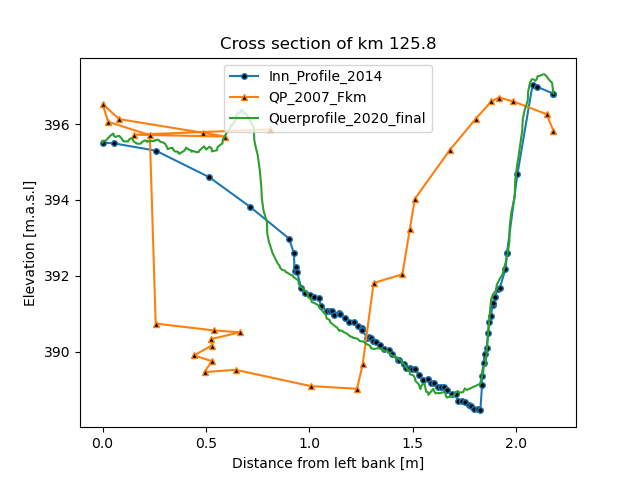 Cross section of km 125.8
Inn_Profile_2014
QP_2007_Fkm
Querprofile_2020_final
396
394
392
390
Elevation [m.a.s.l]
0.0 0.5 1.0 1.5 2.0
Distance from left bank [m]